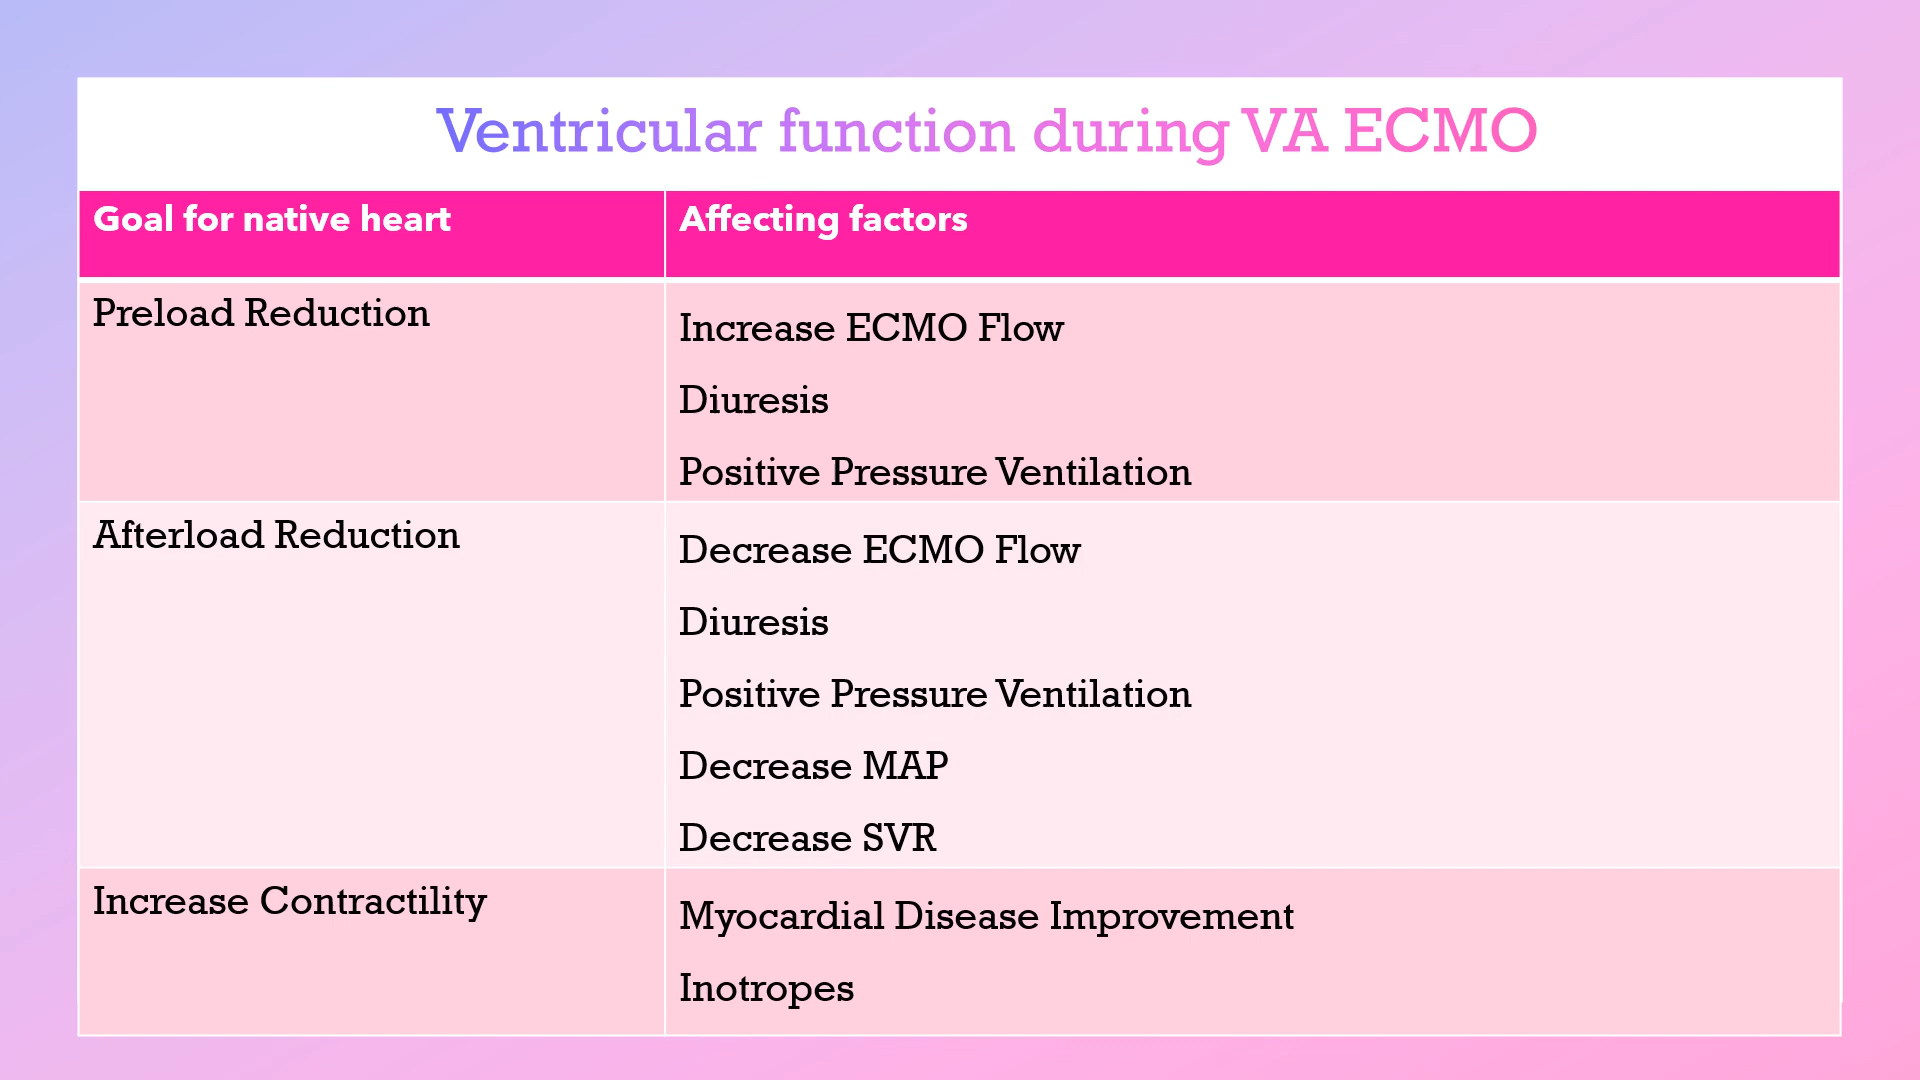 Ventricular function during VA ECMO
Goal for native heart
Affecting factors
Preload Reduction
Increase ECMO Flow
Diuresis
Positive Pressure Ventilation
Afterload Reduction
Decrease ECMO Flow
Diuresis
Positive Pressure Ventilation
Decrease MAP
Decrease SVR
Increase Contractility
Myocardial Disease Improvement
Inotropes